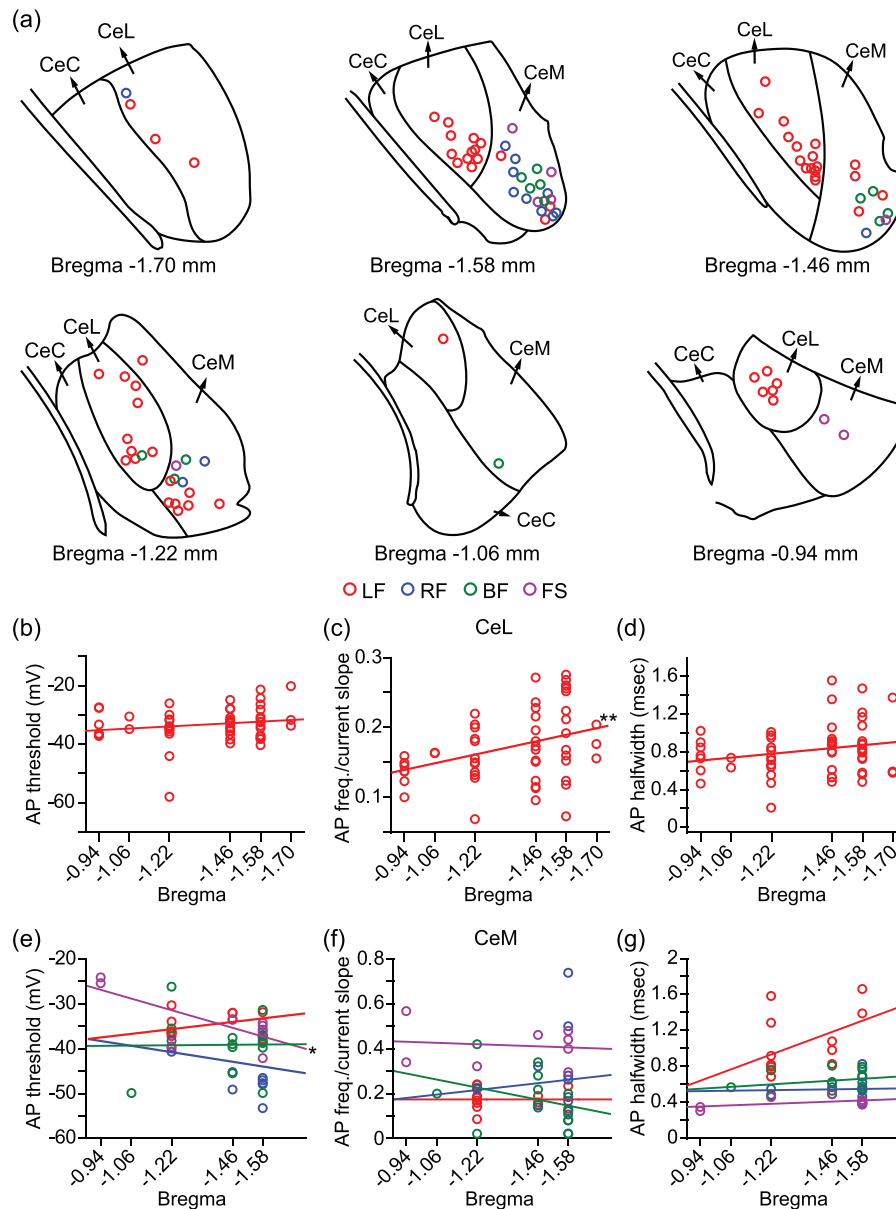 (a)
CeL
CeC
Bregma -1.70 mm
CeL
CeC
CeM
Bregma -1.58 mm
CeL
CeC
CeM
Bregma -1.46 mm
CeL
CeC
CeM
Bregma -1.22 mm
CeL
CeM
CeC
Bregma -1.06 mm
CeC
CeL
CeM
Bregma -0.94 mm
LF RF BF FS
(b)
AP threshold (mV)
-20
-40
-60
-0.94
-1.06
-1.22
-1.46
-1.58
-1.70
Bregma
(c)
CeL
AP freq./current slope
0.3
0.2
0.1
**
-0.94
-1.06
-1.22
-1.46
-1.58
-1.70
Bregma
(d)
AP halfwidth (msec)
1.6
1.2
0.8
0.4
0
-0.94
-1.06
-1.22
-1.46
-1.58
-1.70
Bregma
(e)
AP threshold (mV)
-20
-30
-40
-50
-60
*
-0.94
-1.06
-1.22
-1.46
-1.58
Bregma
(f)
CeM
AP freq./current slope
0.8
0.6
0.4
0.2
0
-0.94
-1.06
-1.22
-1.46
-1.58
Bregma
(g)
AP halfwidth (msec)
2
1.6
1.2
0.8
0.4
0
-0.94
-1.06
-1.22
-1.46
-1.58
Bregma